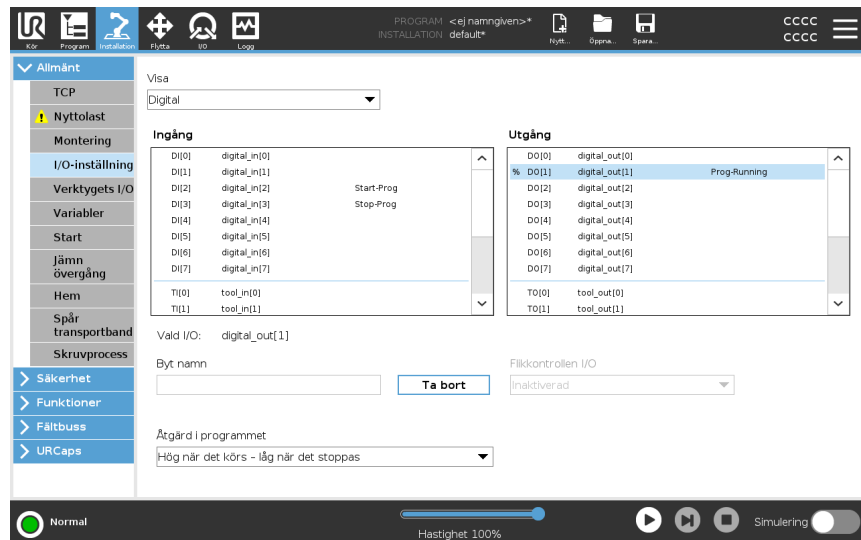 PROGRAM <ej namngiven>*
INSTALLATION default*
CCCC
CCCC
Kör Program Installation Flytta I/O Logg Nytt... Öppna... Spara...
Allmänt
TCP
Nyttolast
Montering
I/O-inställning
Verktygets I/O
Variabler
Start
Jämn
övergång
Hem
Spår
transportband
Skruvprocess
Säkerhet
Funktioner
Fältbuss
URCaps
Visa
Digital
Ingång
DI[0] digital_in[0]
DI[1] digital_in[1]
DI[2] digital_in[2] Start-Prog
DI[3] digital_in[3] Stop-Prog
DI[4] digital_in[4]
DI[5] digital_in[5]
DI[6] digital_in[6]
DI[7] digital_in[7]
TI[0] tool_in[0]
TI[1] tool_in[1]
Utgång
DO[0] digital_out[0]
% DO[1] digital_out[1] Prog-Running
DO[2] digital_out[2]
DO[3] digital_out[3]
DO[4] digital_out[4]
DO[5] digital_out[5]
DO[6] digital_out[6]
DO[7] digital_out[7]
TO[0] tool_out[0]
TO[1] tool_out[1]
Vald I/O: digital_out[1]
Byt namn
Ta bort
Flikkontrollen I/O
Inaktiverad
Åtgärd i programmet
Hög när det körs – låg när det stoppas
Normal
Hastighet 100%
Simulering